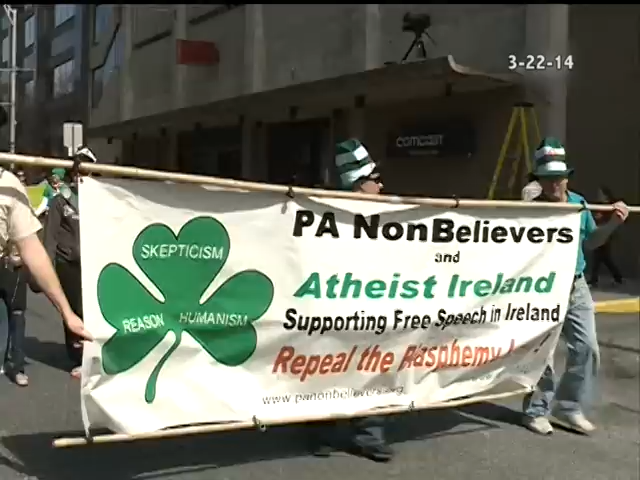 3-22-14
COMCAST
PA NonBelievers
and
Atheist Ireland
Supporting Free Speech in Ireland
Repeal the Blasphemy
www.panonbelievers.org
SKEPTICISM
REASON HUMANISM